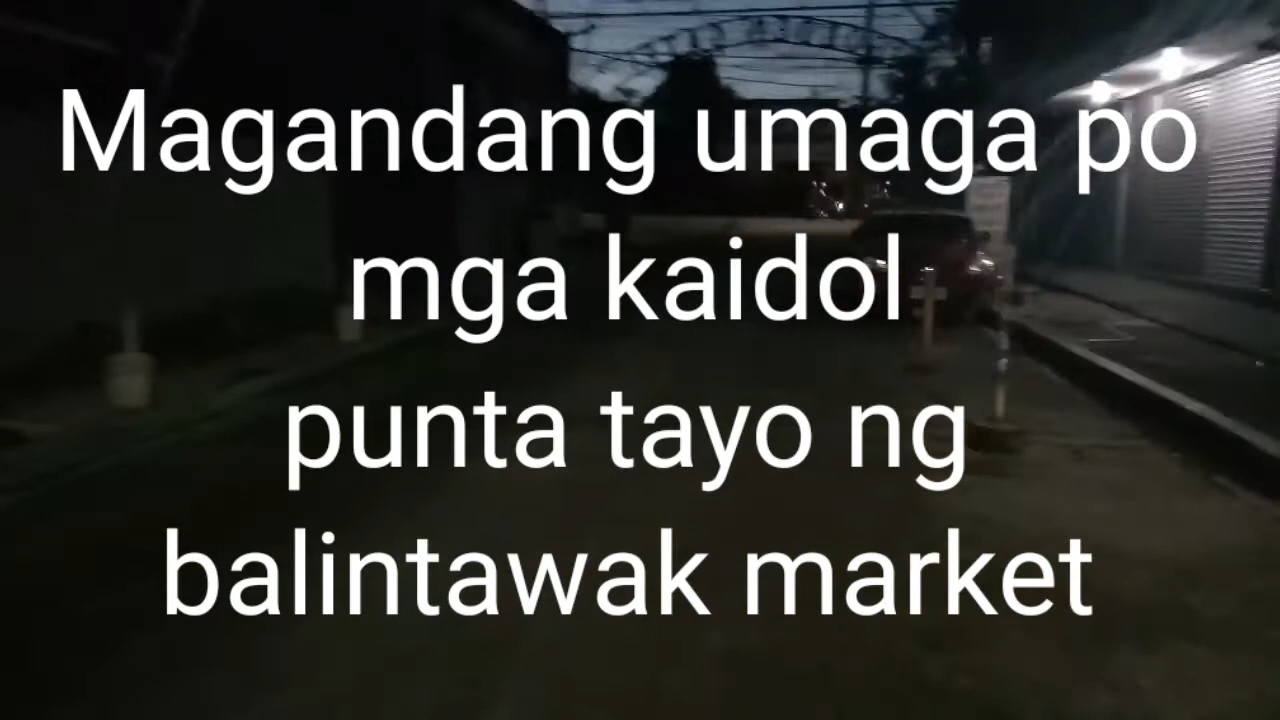 Magandang umaga po
mga kaidol
punta tayo ng
balintawak market